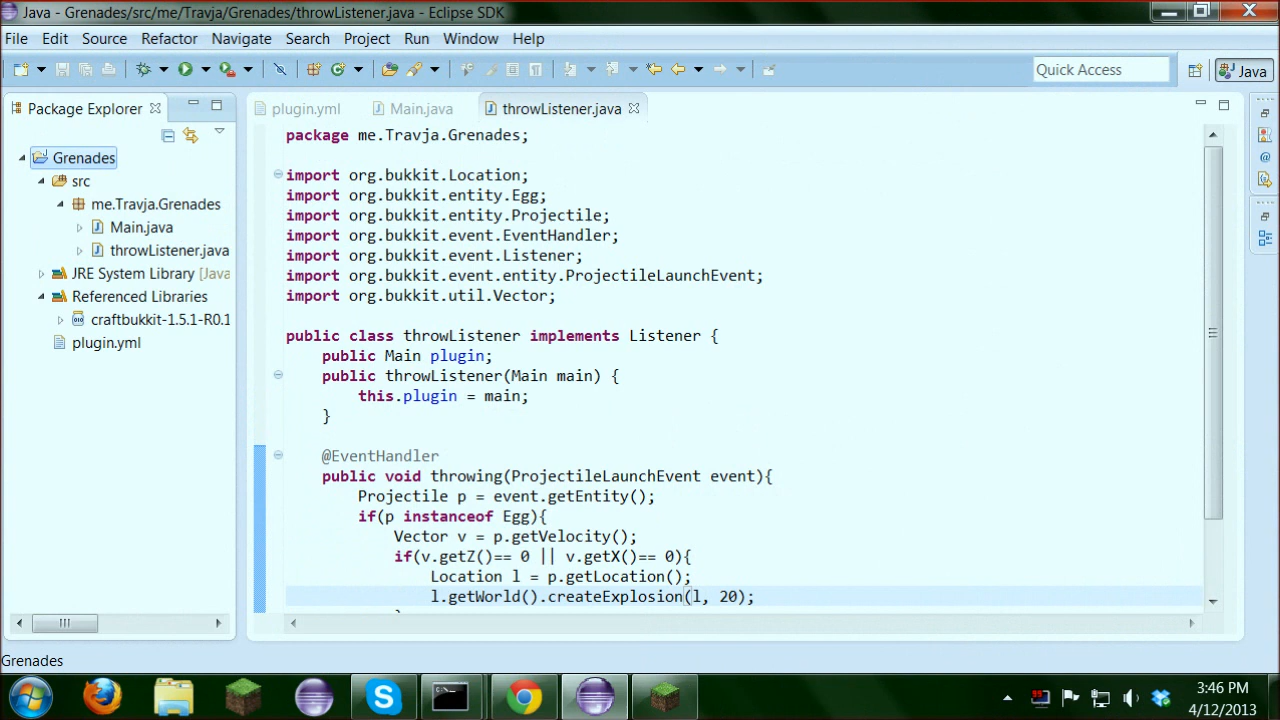 Java - Grenades/src/me/Travja/Grenades/throwListener.java - Eclipse SDK
File Edit Source Refactor Navigate Search Project Run Window Help
Quick Access
Java
Package Explorer
Grenades
src
me.Travja.Grenades
Main.java
throwListener.java
JRE System Library [Java
Referenced Libraries
craftbukkit-1.5.1-R0.1
plugin.yml
plugin.yml Main.java throwListener.java
package me.Travja.Grenades;
import org.bukkit.Location;
import org.bukkit.entity.Egg;
import org.bukkit.entity.Projectile;
import org.bukkit.event.EventHandler;
import org.bukkit.event.Listener;
import org.bukkit.event.entity.ProjectileLaunchEvent;
import org.bukkit.util.Vector;
public class throwListener implements Listener {
public Main plugin;
public throwListener(Main main) {
this.plugin = main;
}
@EventHandler
public void throwing(ProjectileLaunchEvent event){
Projectile p = event.getEntity();
if(p instanceof Egg){
Vector v = p.getVelocity();
if(v.getZ()== 0 || v.getX()== 0){
Location l = p.getLocation();
l.getWorld().createExplosion(l, 20);
Grenades
3:46 PM
4/12/2013